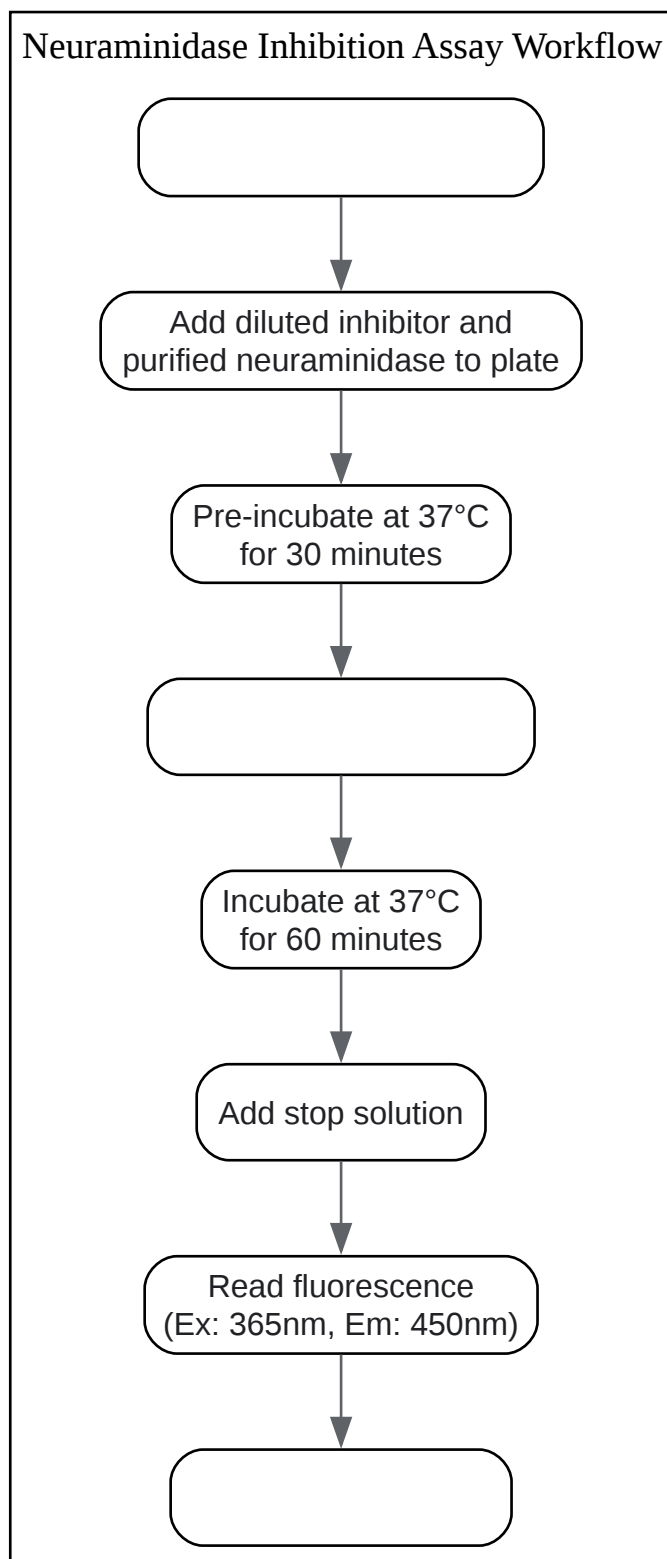 Neuraminidase Inhibition Assay Workflow
Add diluted inhibitor and
purified neuraminidase to plate
Pre-incubate at 37°C
for 30 minutes
Incubate at 37°C
for 60 minutes
Add stop solution
Read fluorescence
(Ex: 365nm, Em: 450nm)